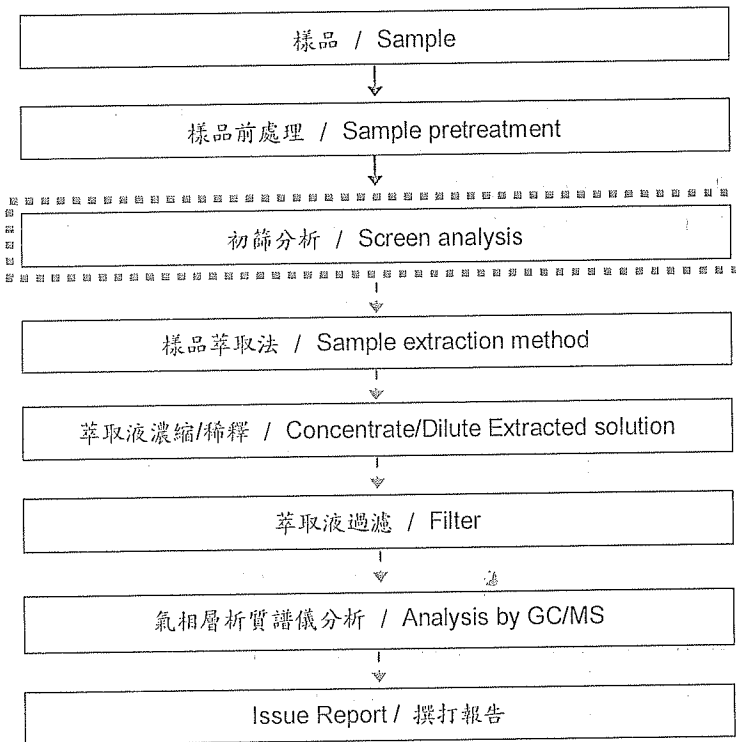 樣品 / Sample
樣品前處理 / Sample pretreatment
初篩分析 / Screen analysis
樣品萃取法 / Sample extraction method
萃取液濃縮/稀釋 / Concentrate/Dilute Extracted solution
萃取液過濾 / Filter
氣相層析質譜儀分析 / Analysis by GC/MS
Issue Report / 撰打報告